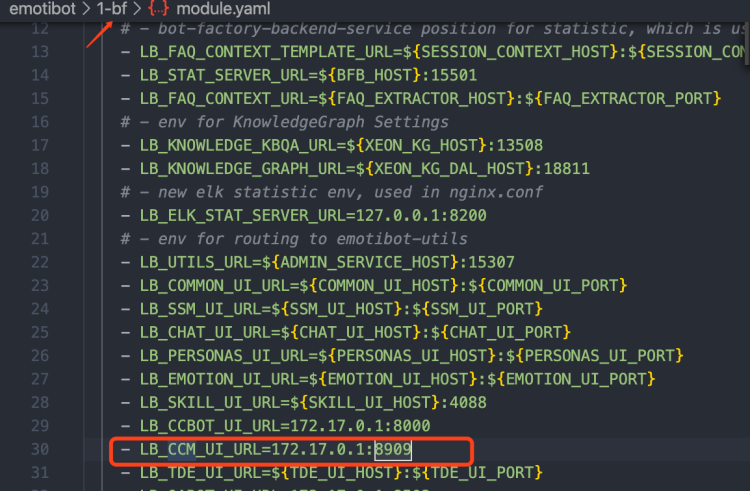 emotibot > 1-bf > {..} module.yaml
12 # - bot-factory-backend-service position for statistic, which is us
13 - LB_FAQ_CONTEXT_TEMPLATE_URL=${SESSION_CONTEXT_HOST}:${SESSION_CON
14 - LB_STAT_SERVER_URL=${BFB_HOST}:15501
15 - LB_FAQ_CONTEXT_URL=${FAQ_EXTRACTOR_HOST}:${FAQ_EXTRACTOR_PORT}
16 # - env for KnowledgeGraph Settings
17 - LB_KNOWLEDGE_KBQA_URL=${XEON_KG_HOST}:13508
18 - LB_KNOWLEDGE_GRAPH_URL=${XEON_KG_DAL_HOST}:18811
19 # - new elk statistic env, used in nginx.conf
20 - LB_ELK_STAT_SERVER_URL=127.0.0.1:8200
21 # - env for routing to emotibot-utils
22 - LB_UTILS_URL=${ADMIN_SERVICE_HOST}:15307
23 - LB_COMMON_UI_URL=${COMMON_UI_HOST}:${COMMON_UI_PORT}
24 - LB_SSM_UI_URL=${SSM_UI_HOST}:${SSM_UI_PORT}
25 - LB_CHAT_UI_URL=${CHAT_UI_HOST}:${CHAT_UI_PORT}
26 - LB_PERSONAS_UI_URL=${PERSONAS_UI_HOST}:${PERSONAS_UI_PORT}
27 - LB_EMOTION_UI_URL=${EMOTION_UI_HOST}:${EMOTION_UI_PORT}
28 - LB_SKILL_UI_URL=${SKILL_UI_HOST}:4088
29 - LB_CCBOT_UI_URL=172.17.0.1:8000
30 - LB_CCM_UI_URL=172.17.0.1:8909
31 - LB_TDE_UI_URL=${TDE_UI_HOST}:${TDE_UI_PORT}